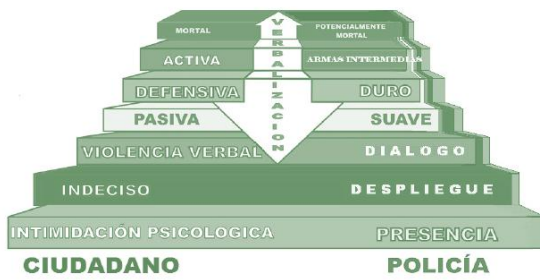 MORTAL POTENCIALMENTE MORTAL
ACTIVA ARMAS INTERMEDIAS
DEFENSIVA DURO
PASIVA SUAVE
VIOLENCIA VERBAL DIALOGO
INDECISO DESPLIEGUE
INTIMIDACIÓN PSICOLOGICA PRESENCIA
CIUDADANO POLICÍA
VERBALIZACION